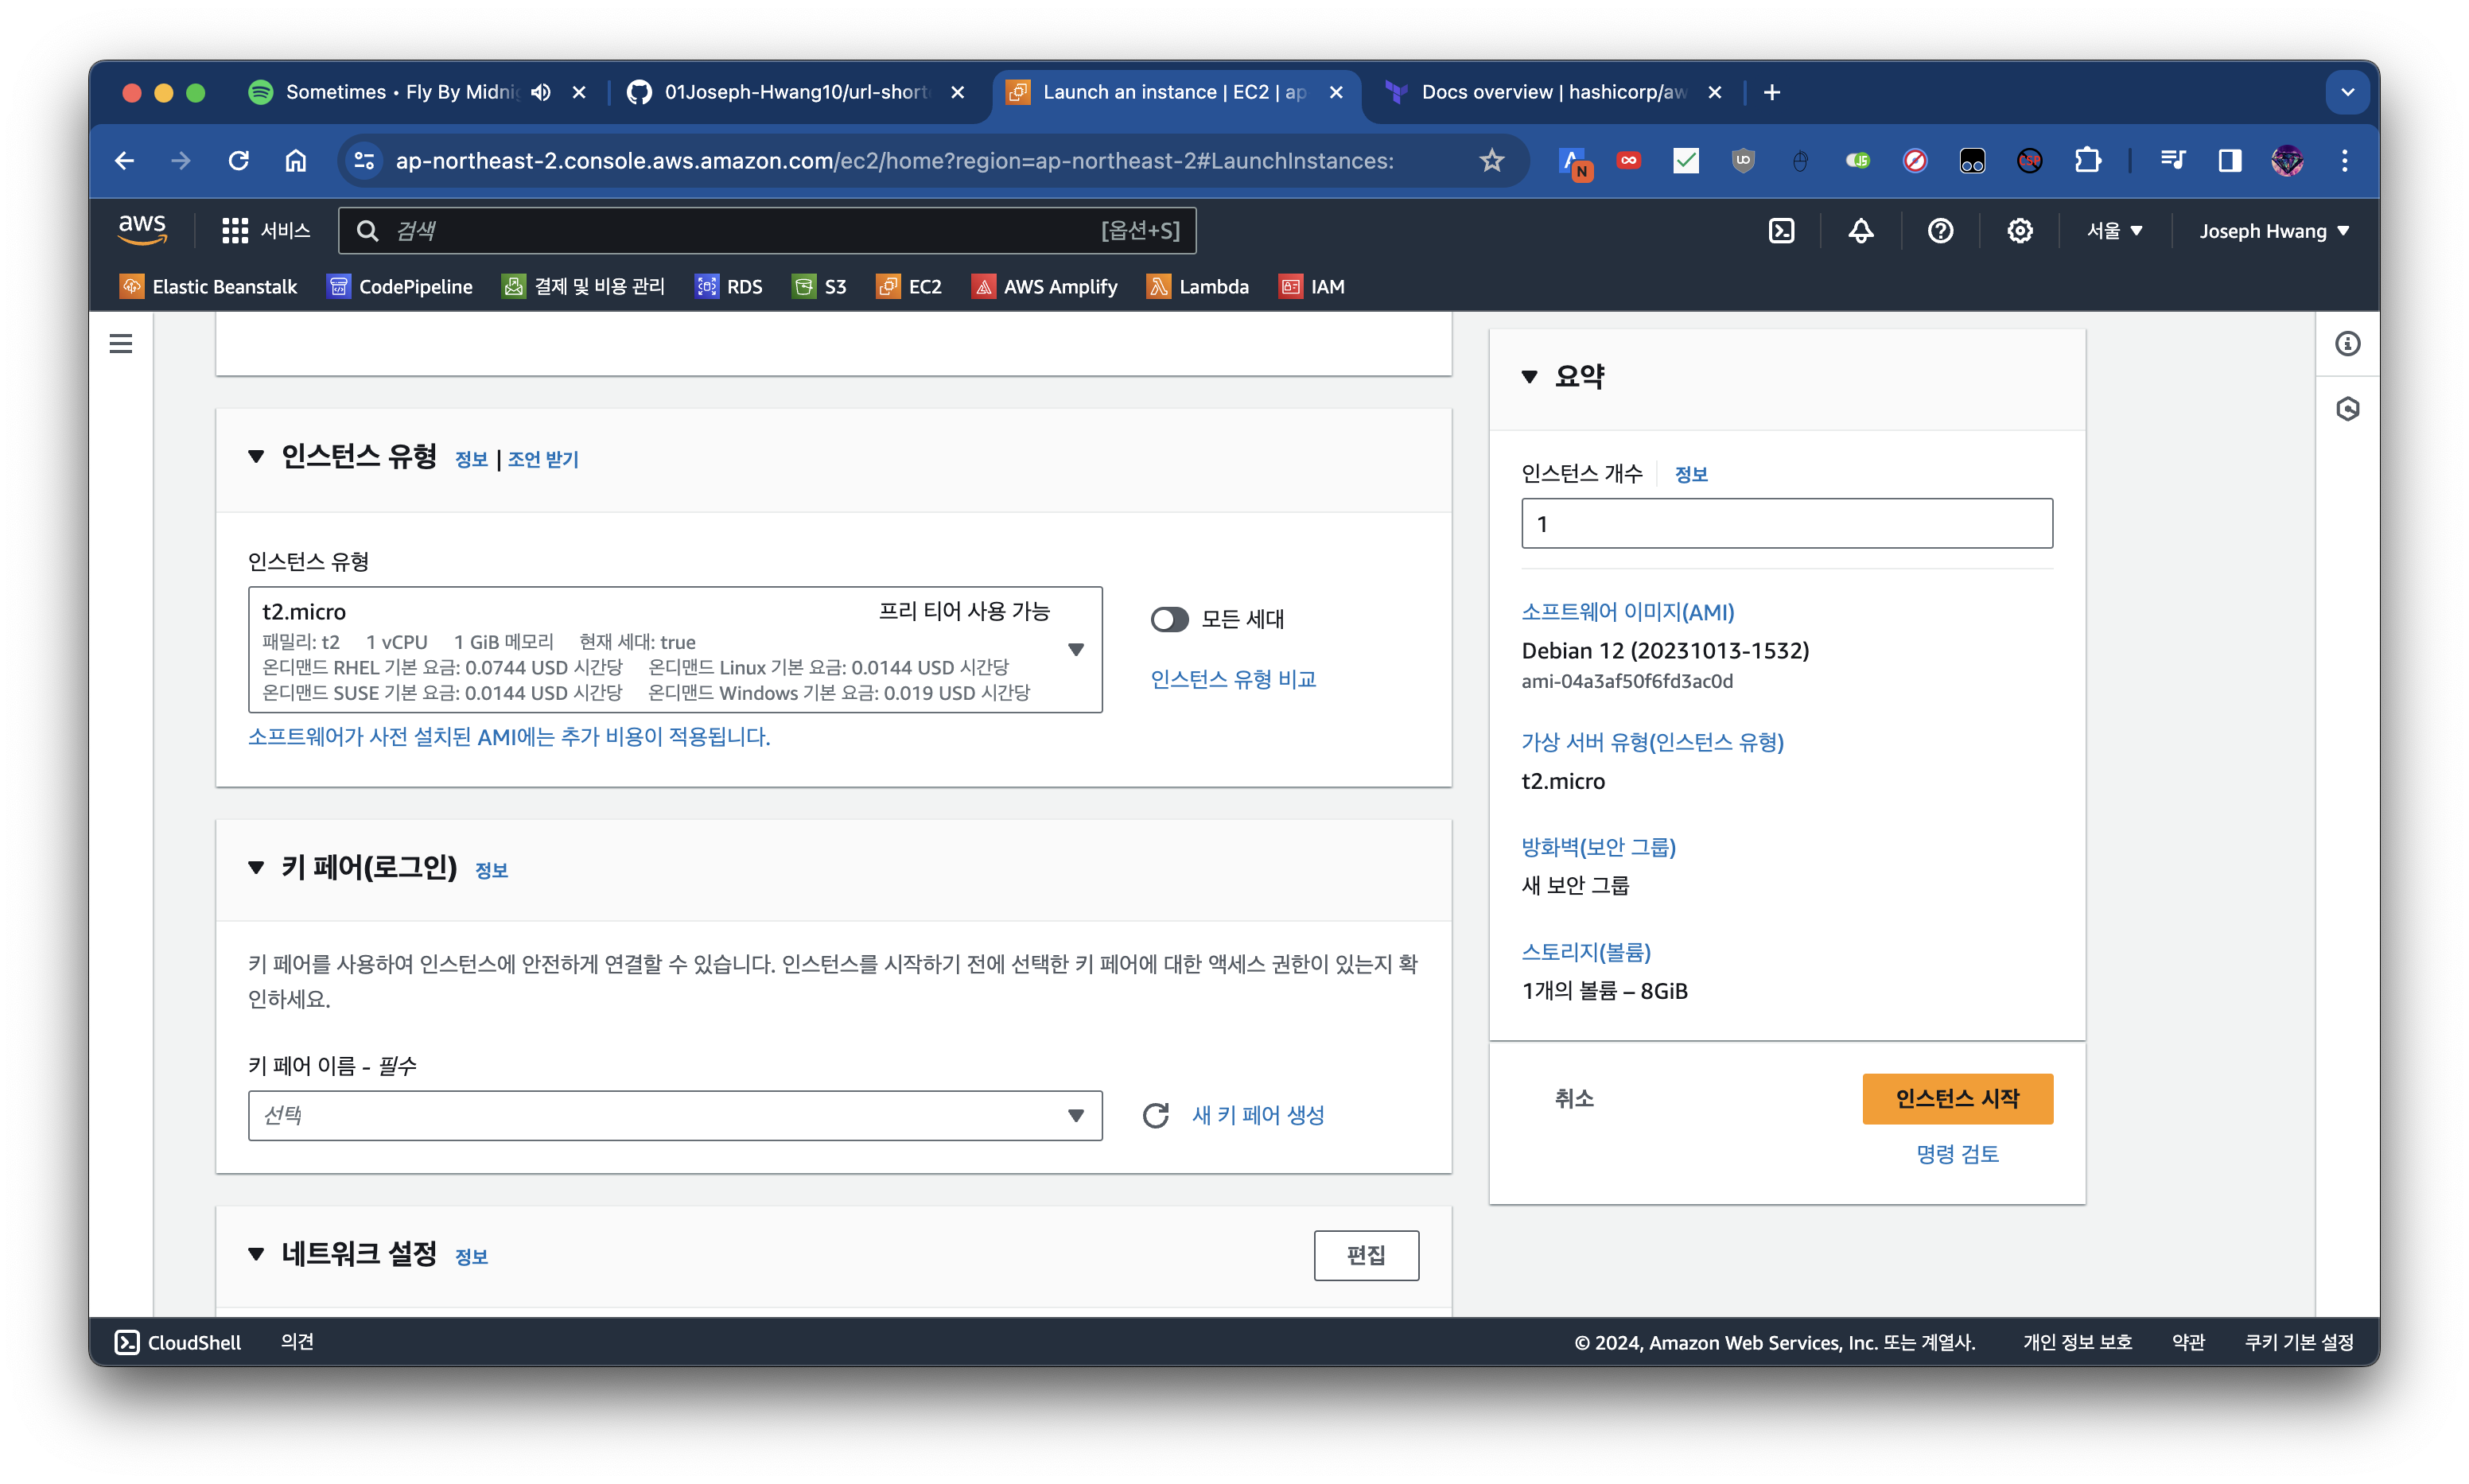 Sometimes • Fly By Midni
01Joseph-Hwang10/url-short
Launch an instance | EC2 | ap
Docs overview | hashicorp/aw
ap-northeast-2.console.aws.amazon.com/ec2/home?region=ap-northeast-2#LaunchInstances:
aws
서비스
검색
[옵션+S]
서울
Joseph Hwang
Elastic Beanstalk
CodePipeline
결제 및 비용 관리
RDS
S3
EC2
AWS Amplify
Lambda
IAM
인스턴스 유형 정보 | 조언 받기
인스턴스 유형
t2.micro 프리 티어 사용 가능
패밀리: t2 1 vCPU 1 GiB 메모리 현재 세대: true
온디맨드 RHEL 기본 요금: 0.0744 USD 시간당 온디맨드 Linux 기본 요금: 0.0144 USD 시간당
온디맨드 SUSE 기본 요금: 0.0144 USD 시간당 온디맨드 Windows 기본 요금: 0.019 USD 시간당
모든 세대
인스턴스 유형 비교
소프트웨어가 사전 설치된 AMI에는 추가 비용이 적용됩니다.
키 페어(로그인) 정보
키 페어를 사용하여 인스턴스에 안전하게 연결할 수 있습니다. 인스턴스를 시작하기 전에 선택한 키 페어에 대한 액세스 권한이 있는지 확
인하세요.
키 페어 이름 - 필수
선택
새 키 페어 생성
네트워크 설정 정보
편집
요약
인스턴스 개수 정보
1
소프트웨어 이미지(AMI)
Debian 12 (20231013-1532)
ami-04a3af50f6fd3ac0d
가상 서버 유형(인스턴스 유형)
t2.micro
방화벽(보안 그룹)
새 보안 그룹
스토리지(볼륨)
1개의 볼륨 – 8GiB
취소
인스턴스 시작
명령 검토
CloudShell
의견
© 2024, Amazon Web Services, Inc. 또는 계열사.
개인 정보 보호
약관
쿠키 기본 설정